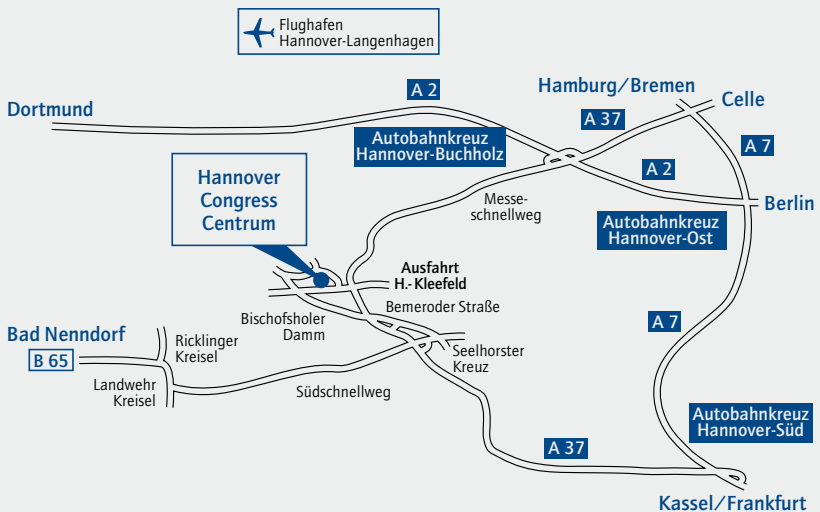 Flughafen
Hannover-Langenhagen
A 2
Hamburg/Bremen
Celle
Dortmund
A 37
Autobahnkreuz
Hannover-Buchholz
A 7
A 2
Hannover
Congress
Centrum
Messe-
schnellweg
Berlin
Autobahnkreuz
Hannover-Ost
Ausfahrt
H.- Kleefeld
Bemeroder Straße
Bischofsholer
Damm
A 7
Bad Nenndorf
B 65
Ricklinger
Kreisel
Seelhorster
Kreuz
Landwehr
Kreisel
Südschnellweg
Autobahnkreuz
Hannover-Süd
A 37
Kassel/Frankfurt